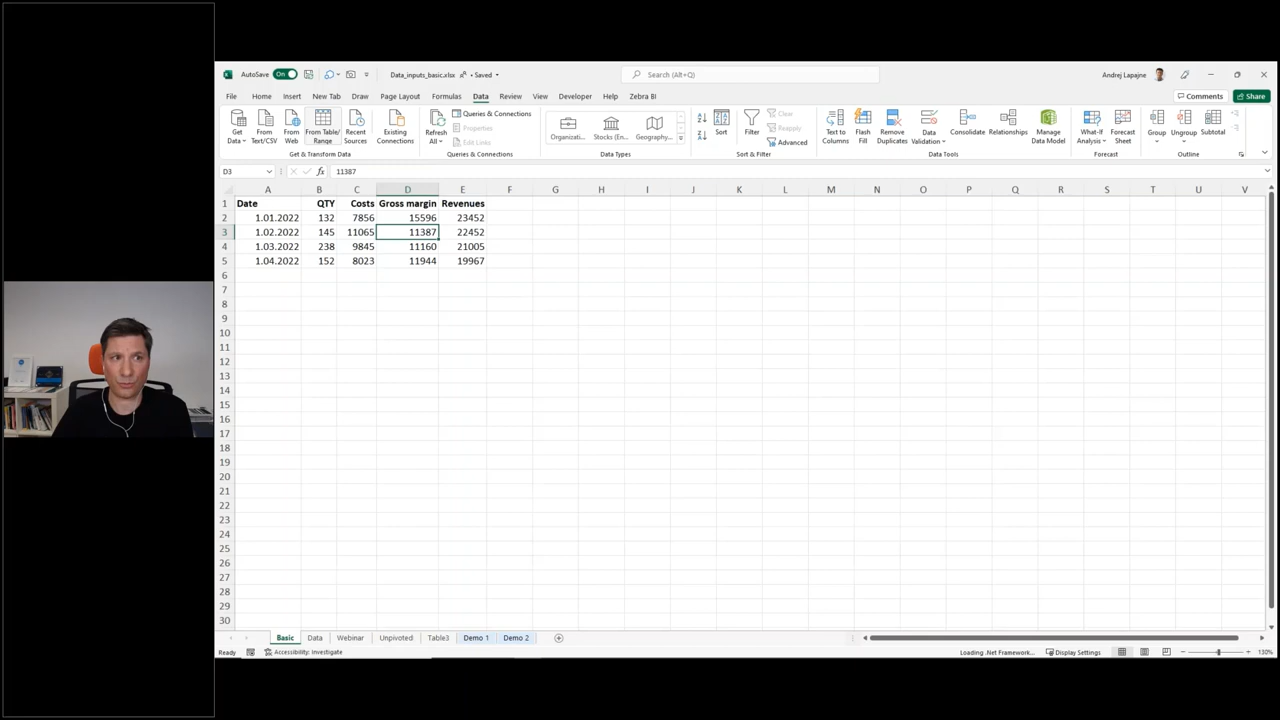 AutoSave On Data_inputs_basic.xlsx • Saved Search (Alt+Q) Andrej Lapajne
File Home Insert New Tab Draw Page Layout Formulas Data Review View Developer Help Zebra BI Comments Share
Get Data From Text/CSV From Web From Table/ Range Recent Sources Existing Connections
Get & Transform Data
Refresh All Queries & Connections Properties Edit Links
Queries & Connections
Organizati... Stocks (En... Geography...
Data Types
Sort Filter Clear Reapply Advanced
Sort & Filter
Text to Columns Flash Fill Remove Duplicates Data Validation Consolidate Relationships Manage Data Model
Data Tools
What-If Analysis Forecast Sheet
Forecast
Group Ungroup Subtotal
Outline
D3 fx 11387
A B C D E F G H I J K L M N O P Q R S T U V
1 Date QTY Costs Gross margin Revenues
2 1.01.2022 132 7856 15596 23452
3 1.02.2022 145 11065 11387 22452
4 1.03.2022 238 9845 11160 21005
5 1.04.2022 152 8023 11944 19967
6
7
8
9
10
11
12
13
14
15
16
17
18
19
20
21
22
23
24
25
26
27
28
29
30
Basic Data Webinar Unpivoted Table3 Demo 1 Demo 2
Ready Accessibility: Investigate Loading .Net Framework... Display Settings 130%